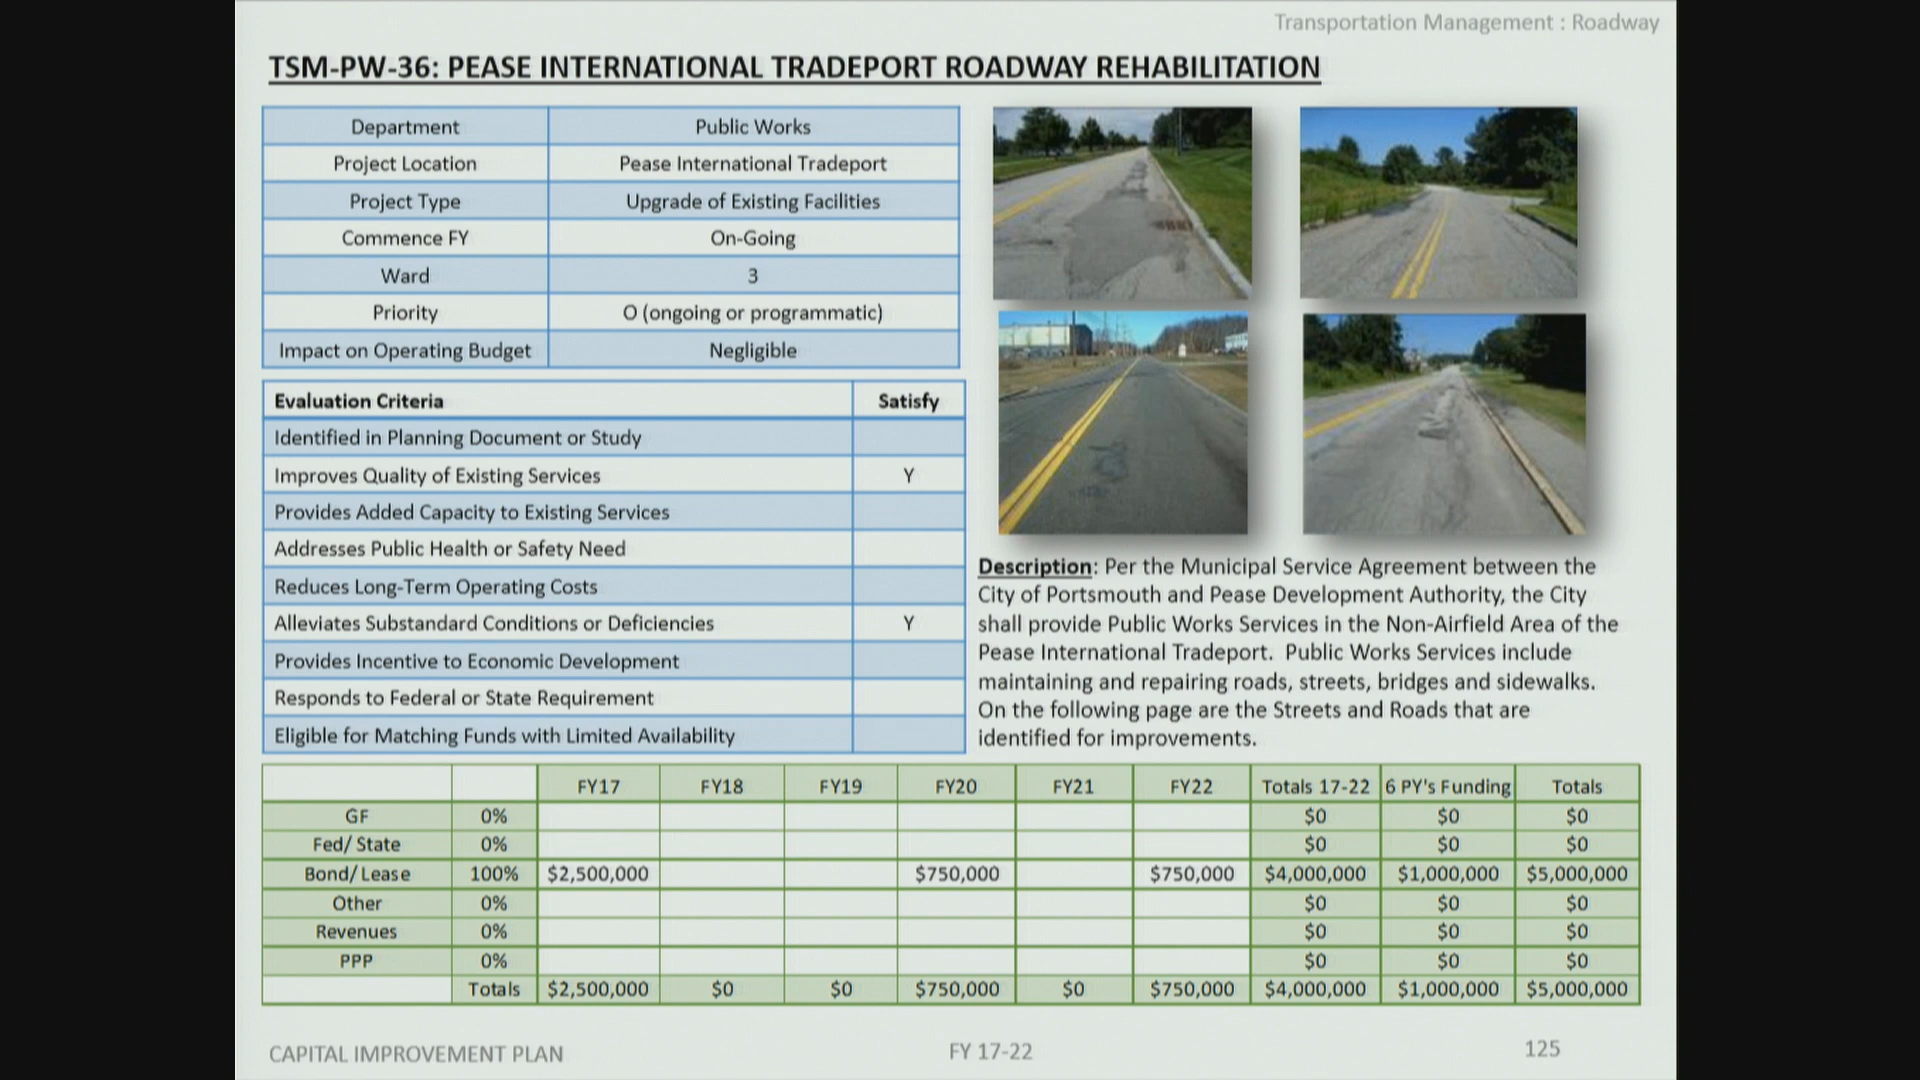 Transportation Management : Roadway
TSM-PW-36: PEASE INTERNATIONAL TRADEPORT ROADWAY REHABILITATION
Department Public Works
Project Location Pease International Tradeport
Project Type Upgrade of Existing Facilities
Commence FY On-Going
Ward 3
Priority O (ongoing or programmatic)
Impact on Operating Budget Negligible
Evaluation Criteria Satisfy
Identified in Planning Document or Study
Improves Quality of Existing Services Y
Provides Added Capacity to Existing Services
Addresses Public Health or Safety Need
Reduces Long-Term Operating Costs
Alleviates Substandard Conditions or Deficiencies Y
Provides Incentive to Economic Development
Responds to Federal or State Requirement
Eligible for Matching Funds with Limited Availability
Description: Per the Municipal Service Agreement between the
City of Portsmouth and Pease Development Authority, the City
shall provide Public Works Services in the Non-Airfield Area of the
Pease International Tradeport. Public Works Services include
maintaining and repairing roads, streets, bridges and sidewalks.
On the following page are the Streets and Roads that are
identified for improvements.
FY17 FY18 FY19 FY20 FY21 FY22 Totals 17-22 6 PY's Funding Totals
GF 0% $0 $0 $0
Fed/ State 0% $0 $0 $0
Bond/ Lease 100% $2,500,000 $750,000 $750,000 $4,000,000 $1,000,000 $5,000,000
Other 0% $0 $0 $0
Revenues 0% $0 $0 $0
PPP 0% $0 $0 $0
Totals $2,500,000 $0 $0 $750,000 $0 $750,000 $4,000,000 $1,000,000 $5,000,000
CAPITAL IMPROVEMENT PLAN FY 17-22 125